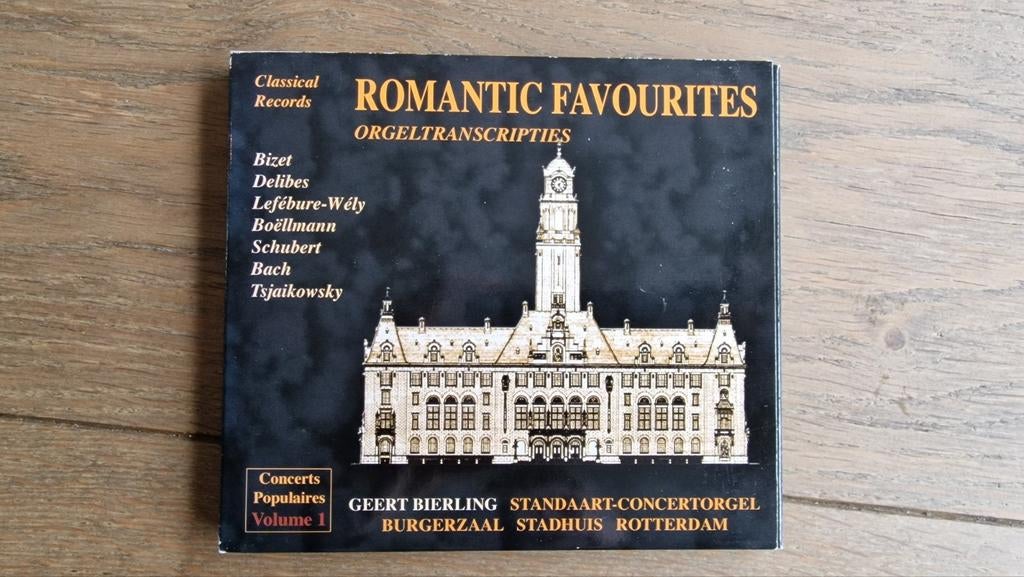 Classical
Records
ROMANTIC FAVOURITES
ORGELTRANSCRIPTIES
Bizet
Delibes
Lefébure-Wély
Boëllmann
Schubert
Bach
Tsjaikowsky
Concerts
Populaires
Volume 1
GEERT BIERLING STANDAART-CONCERTORGEL
BURGERZAAL STADHUIS ROTTERDAM